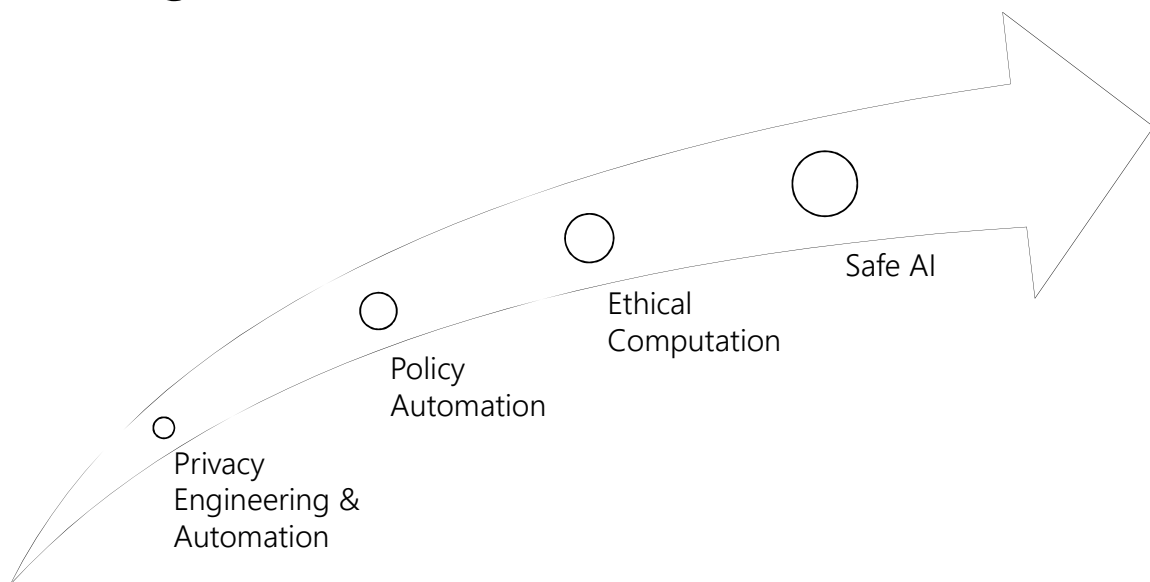 Privacy
Engineering &
Automation
Policy
Automation
Ethical
Computation
Safe AI